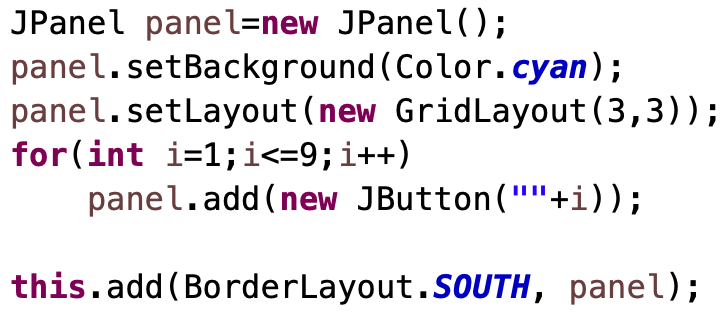 JPanel panel=new JPanel();
panel.setBackground(Color.cyan);
panel.setLayout(new GridLayout(3,3));
for(int i=1;i<=9;i++)
    panel.add(new JButton(""+i));

this.add(BorderLayout.SOUTH, panel);